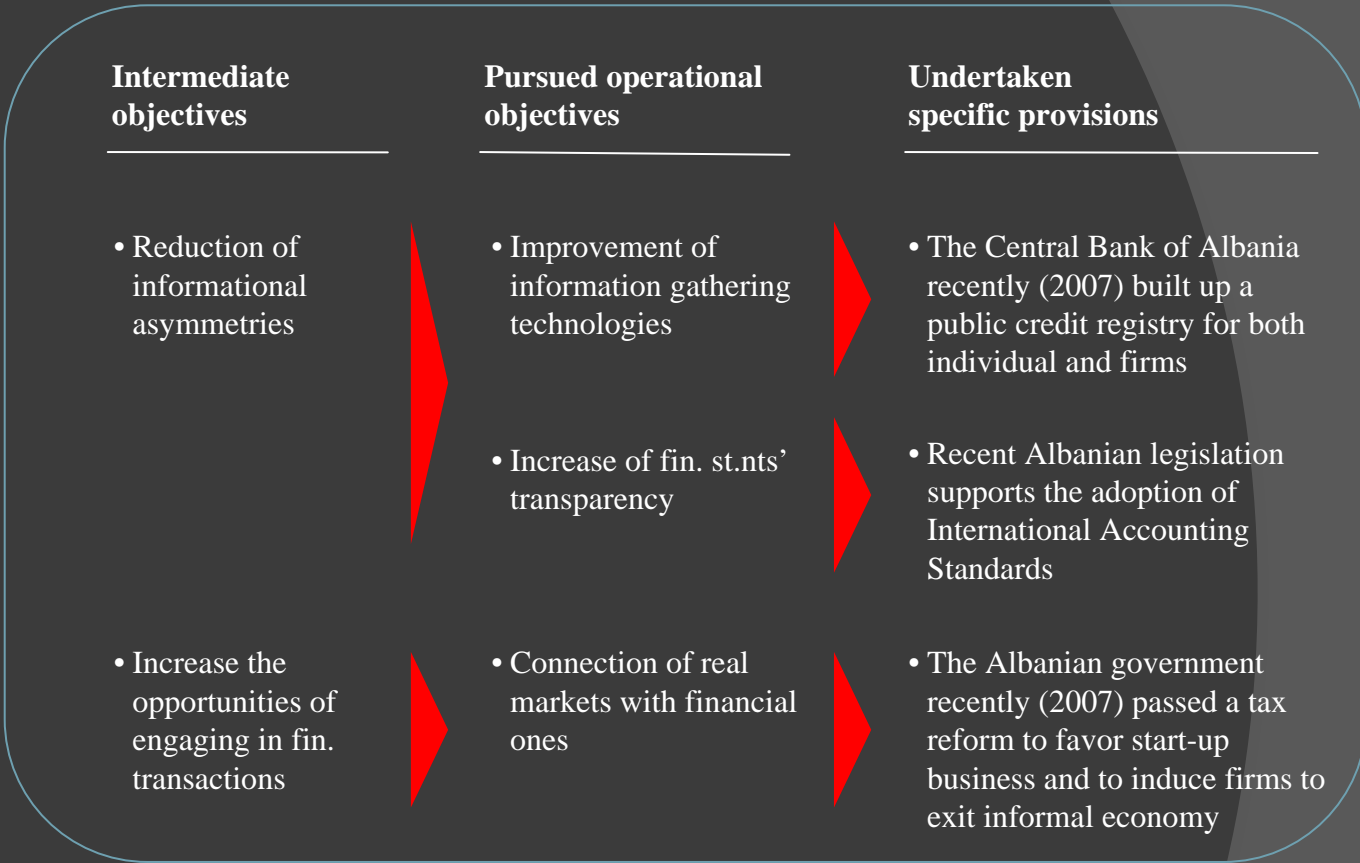 Intermediate
objectives
Pursued operational
objectives
Undertaken
specific provisions
• Reduction of
informational
asymmetries
• Improvement of
information gathering
technologies
• The Central Bank of Albania
recently (2007) built up a
public credit registry for both
individual and firms
• Increase of fin. st.nts’
transparency
• Recent Albanian legislation
supports the adoption of
International Accounting
Standards
• Increase the
opportunities of
engaging in fin.
transactions
• Connection of real
markets with financial
ones
• The Albanian government
recently (2007) passed a tax
reform to favor start-up
business and to induce firms to
exit informal economy